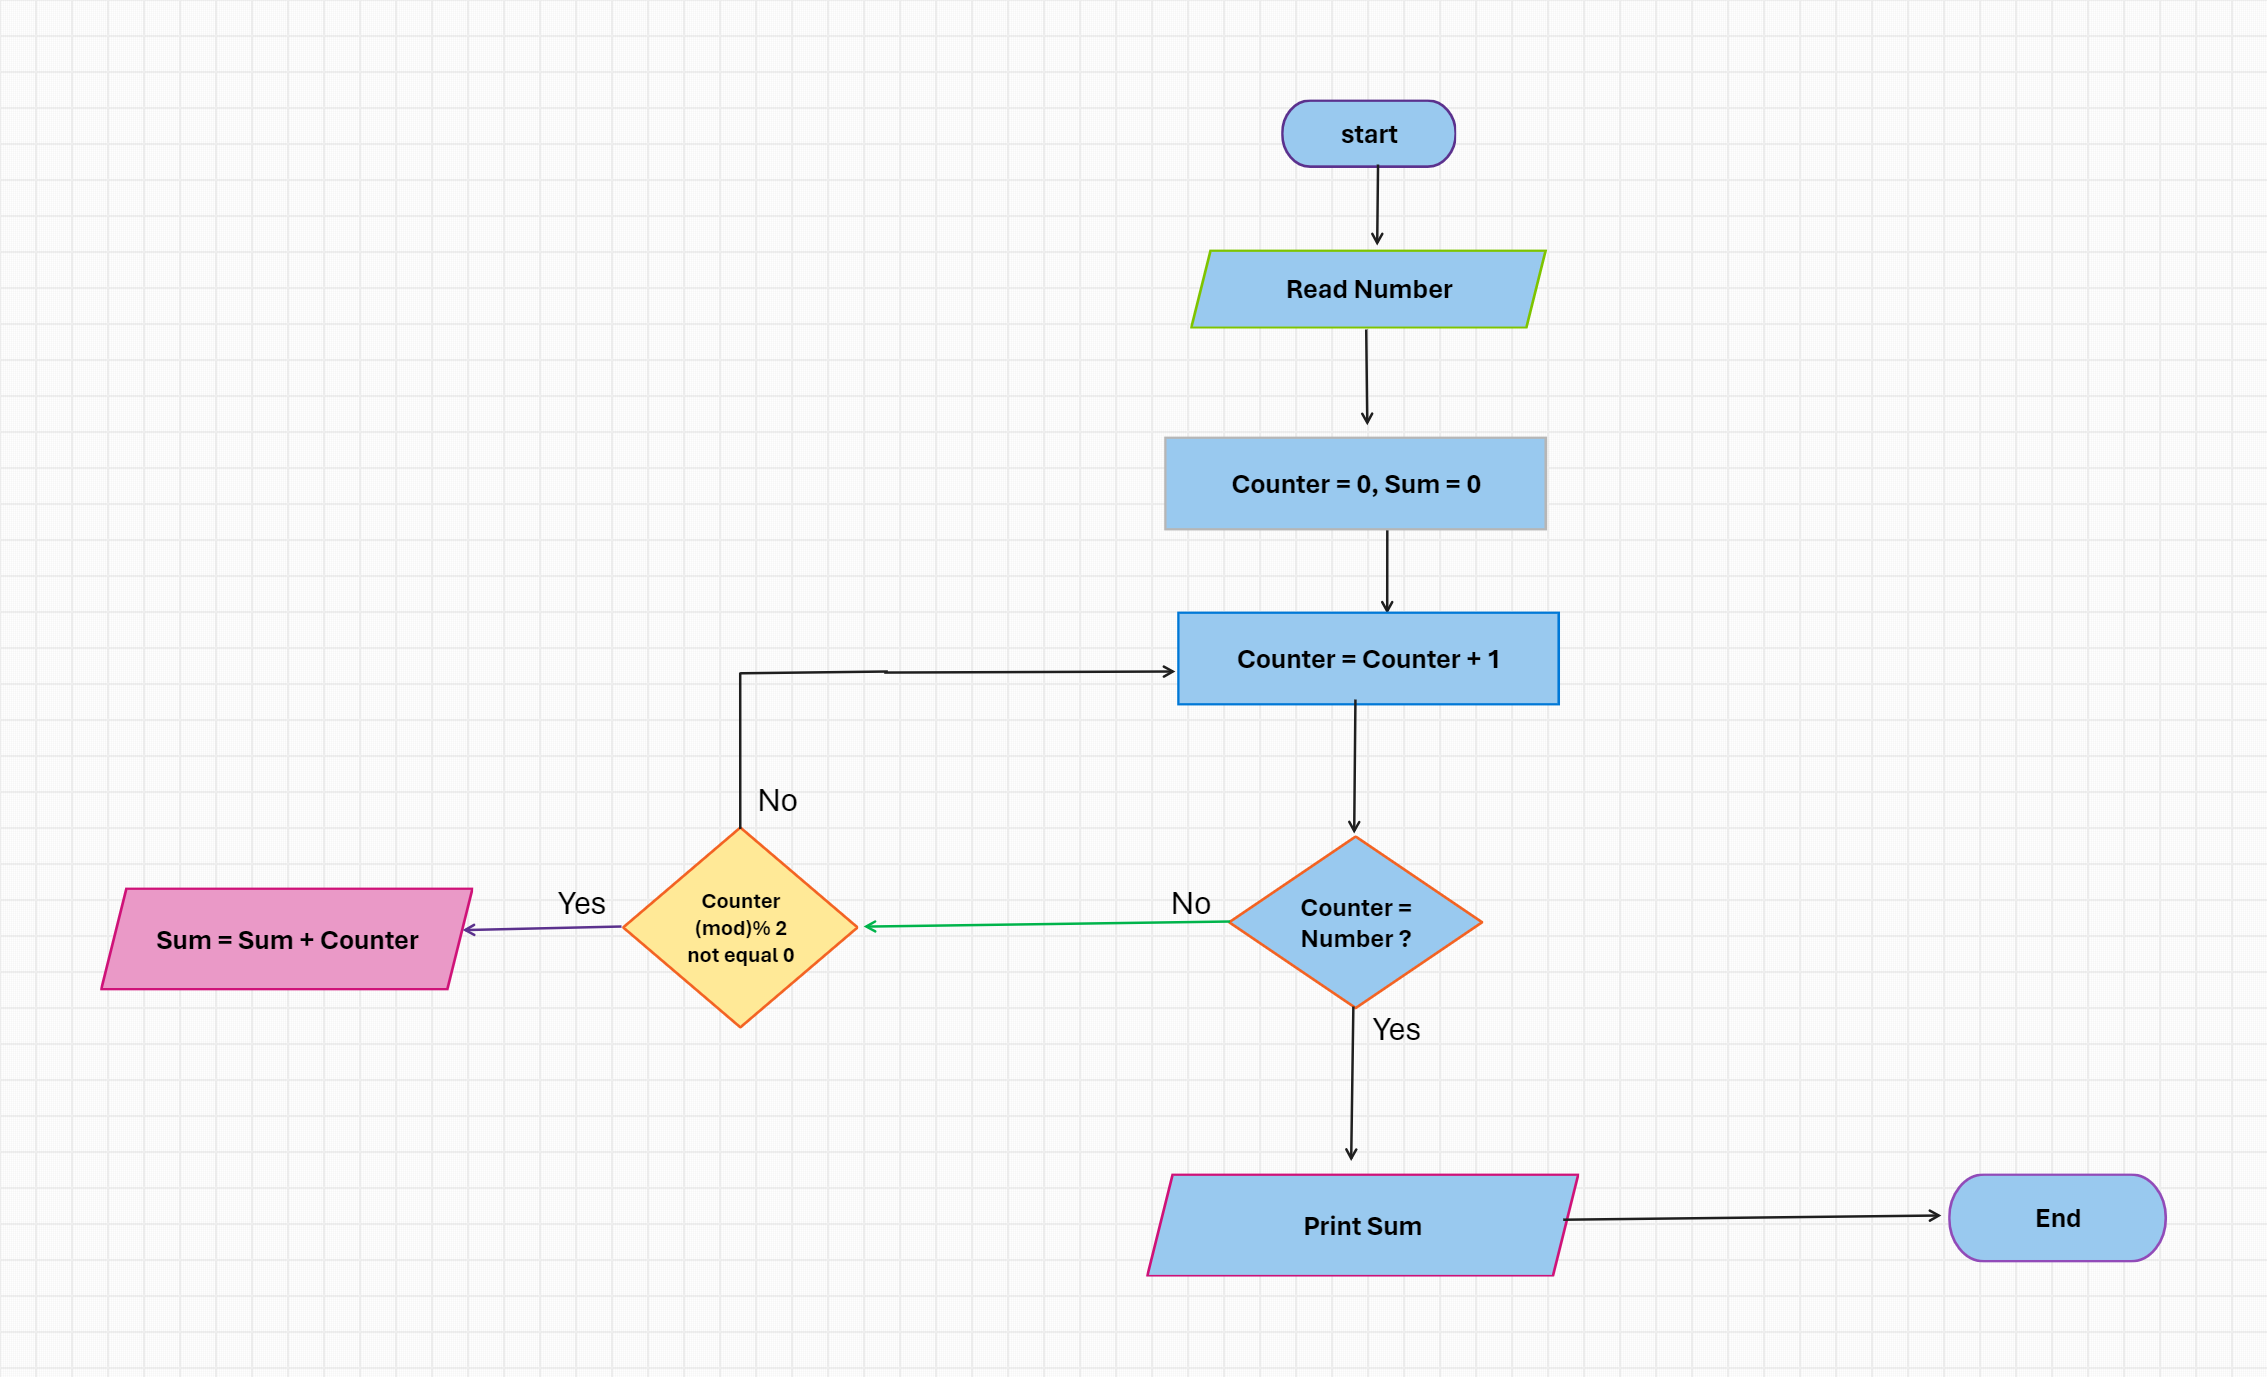 start
Read Number
Counter = 0, Sum = 0
Counter = Counter + 1
No
Counter
(mod)% 2
not equal 0
Yes
Sum = Sum + Counter
No
Counter =
Number ?
Yes
Print Sum
End